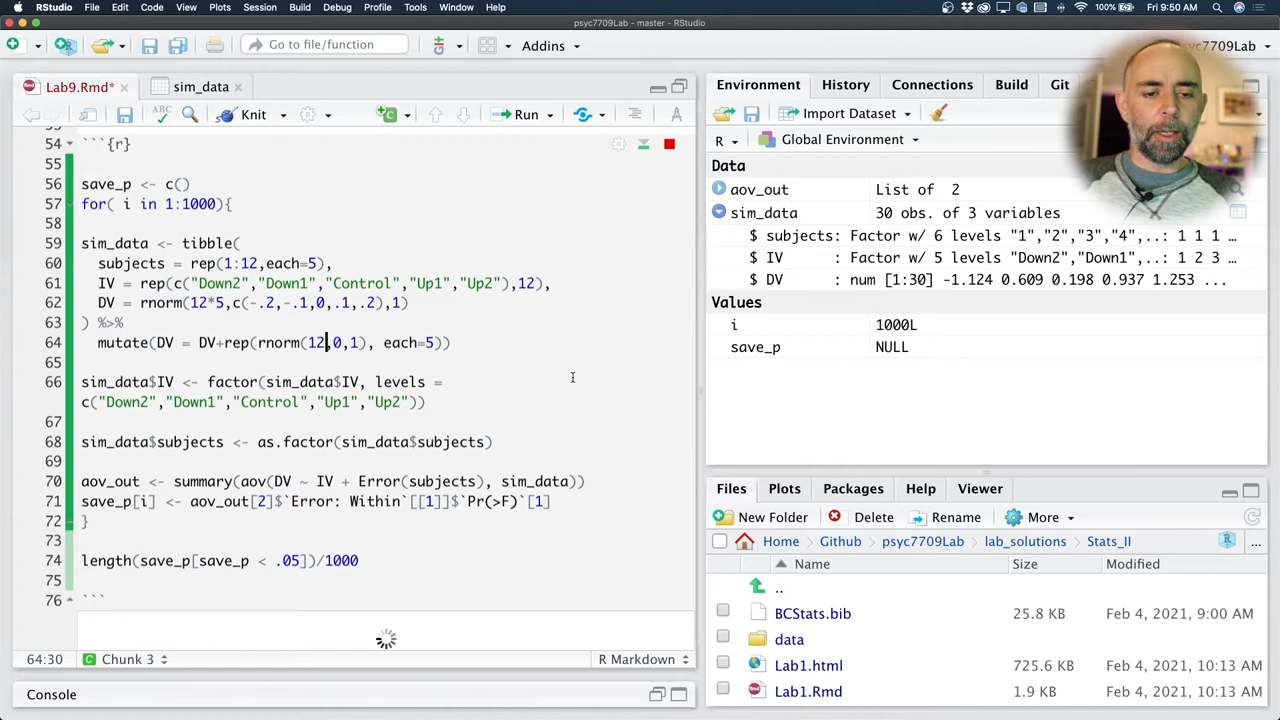 RStudio File Edit Code View Plots Session Build Debug Profile Tools Window Help 100% Fri 9:50 AM
psyc7709Lab - master - RStudio
Go to file/function Addins psyc7709Lab
Lab9.Rmd* sim_data
ABC Knit Run
54 ```{r}
55
56 save_p <- c()
57 for( i in 1:1000){
58
59 sim_data <- tibble(
60 subjects = rep(1:12,each=5),
61 IV = rep(c("Down2","Down1","Control","Up1","Up2"),12),
62 DV = rnorm(12*5,c(-.2,-.1,0,.1,.2),1)
63 ) %>%
64 mutate(DV = DV+rep(rnorm(12,0,1), each=5))
65
66 sim_data$IV <- factor(sim_data$IV, levels =
c("Down2","Down1","Control","Up1","Up2"))
67
68 sim_data$subjects <- as.factor(sim_data$subjects)
69
70 aov_out <- summary(aov(DV ~ IV + Error(subjects), sim_data))
71 save_p[i] <- aov_out[2]$`Error: Within`[[1]]$`Pr(>F)`[1]
72 }
73
74 length(save_p[save_p < .05])/1000
75
76 ```
64:30 Chunk 3 R Markdown
Console
Environment History Connections Build Git
Import Dataset
R Global Environment
Data
aov_out List of 2
sim_data 30 obs. of 3 variables
$ subjects: Factor w/ 6 levels "1","2","3","4",..: 1 1 1 …
$ IV : Factor w/ 5 levels "Down2","Down1",..: 1 2 3 …
$ DV : num [1:30] -1.124 0.609 0.198 0.937 1.253 ...
Values
i 1000L
save_p NULL
Files Plots Packages Help Viewer
New Folder Delete Rename More
Home Github psyc7709Lab lab_solutions Stats_II ...
Name Size Modified
..
BCStats.bib 25.8 KB Feb 4, 2021, 9:00 AM
data
Lab1.html 725.6 KB Feb 4, 2021, 10:13 AM
Lab1.Rmd 1.9 KB Feb 4, 2021, 10:13 AM